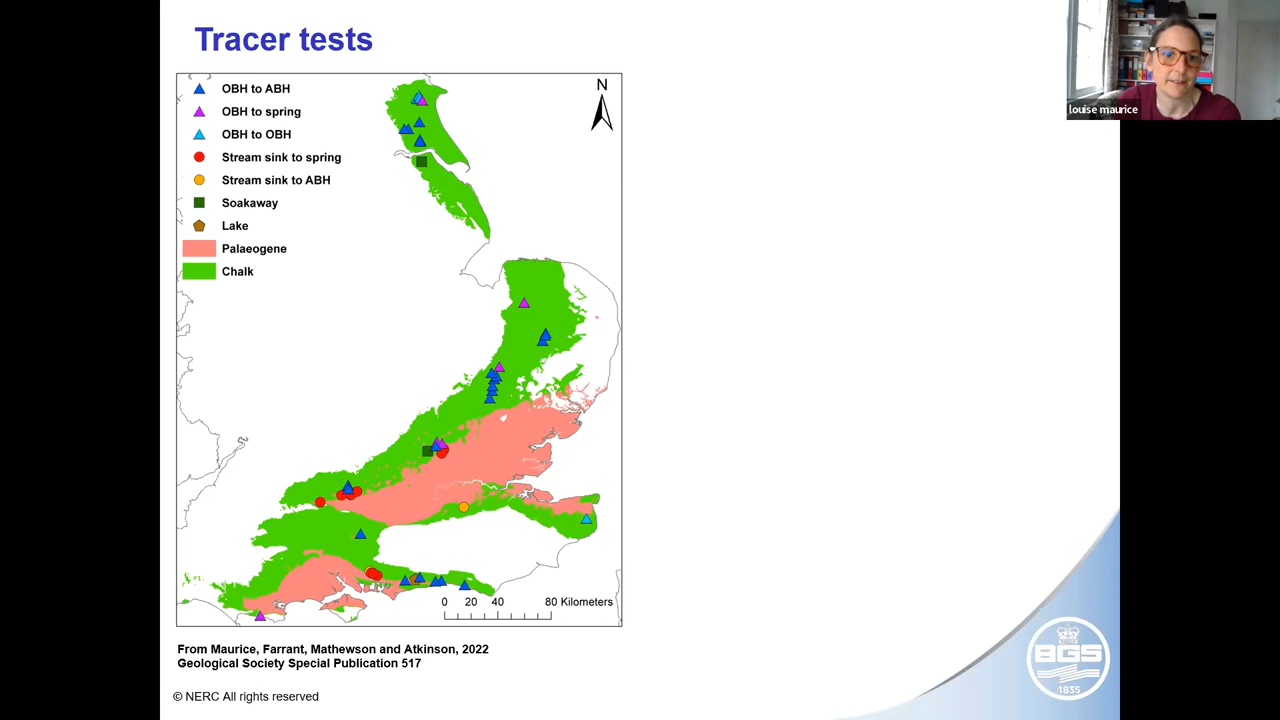 Tracer tests
louise maurice
OBH to ABH
OBH to spring
OBH to OBH
Stream sink to spring
Stream sink to ABH
Soakaway
Lake
Palaeogene
Chalk
N
0 20 40 80 Kilometers
From Maurice, Farrant, Mathewson and Atkinson, 2022
Geological Society Special Publication 517
© NERC All rights reserved
BGS
1835